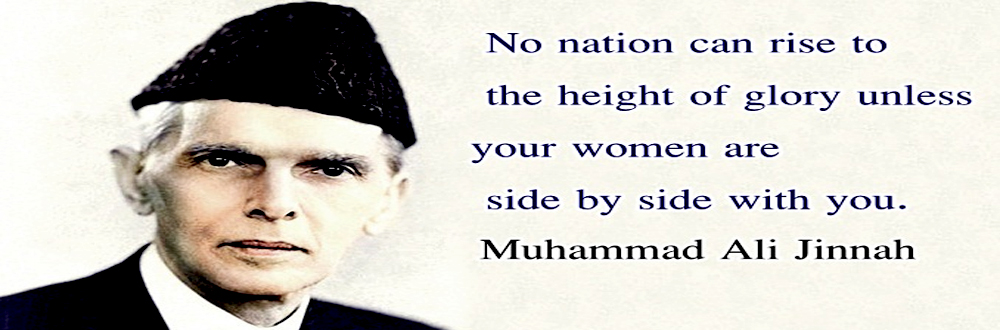 No nation can rise to
the height of glory unless
your women are
side by side with you.
Muhammad Ali Jinnah